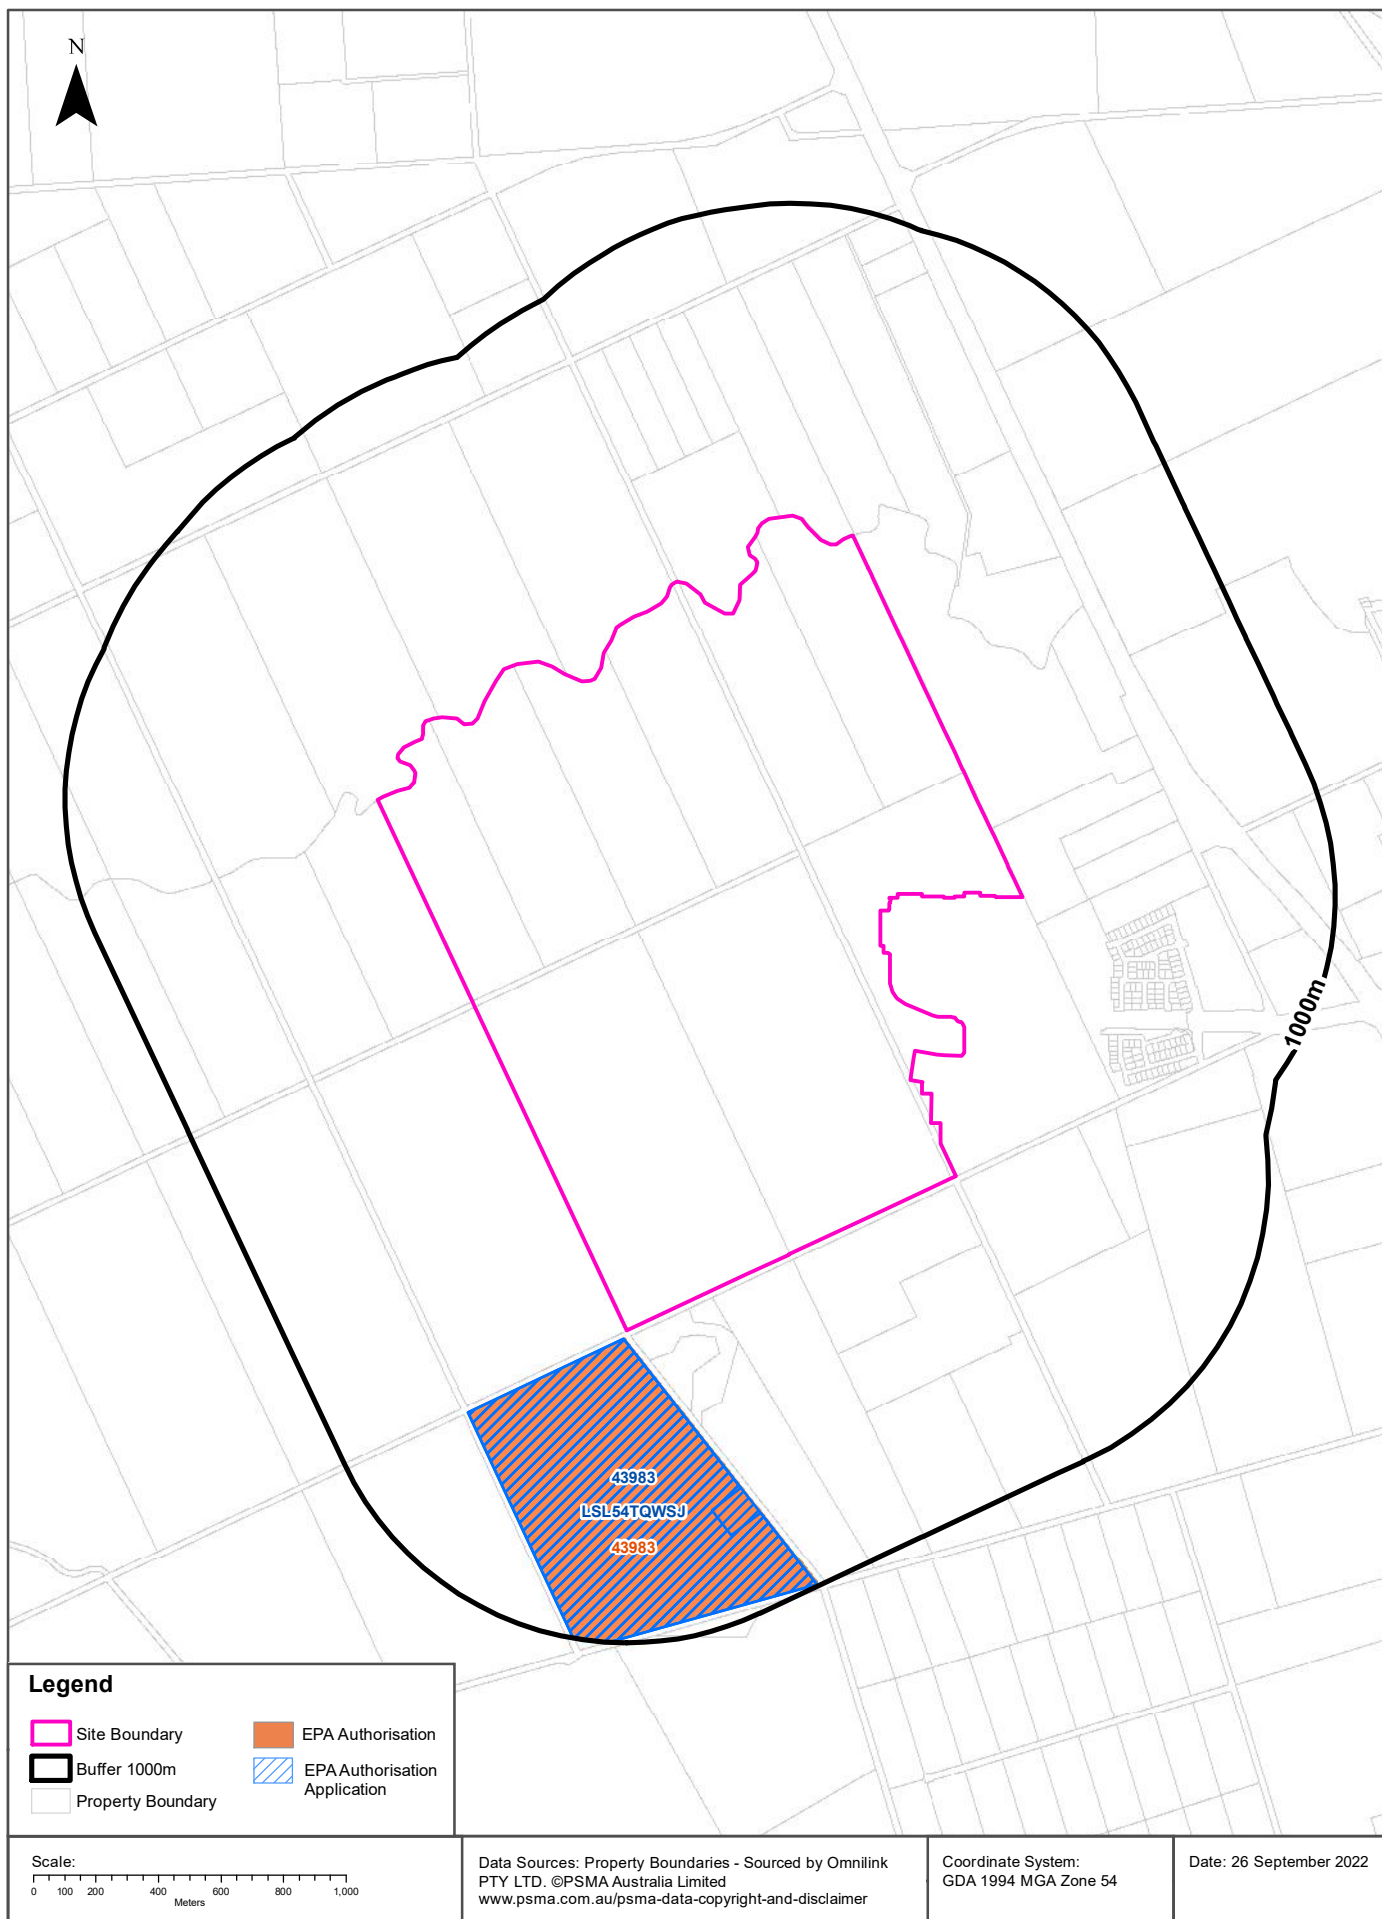 N
1000m
43983
LSL54TQWSJ
43983
Legend
Site Boundary
Buffer 1000m
Property Boundary
EPA Authorisation
EPA Authorisation
Application
Scale:
0 100 200 400 600 800 1,000
Meters
Data Sources: Property Boundaries - Sourced by Omnilink
PTY LTD. ©PSMA Australia Limited
www.psma.com.au/psma-data-copyright-and-disclaimer
Coordinate System:
GDA 1994 MGA Zone 54
Date: 26 September 2022